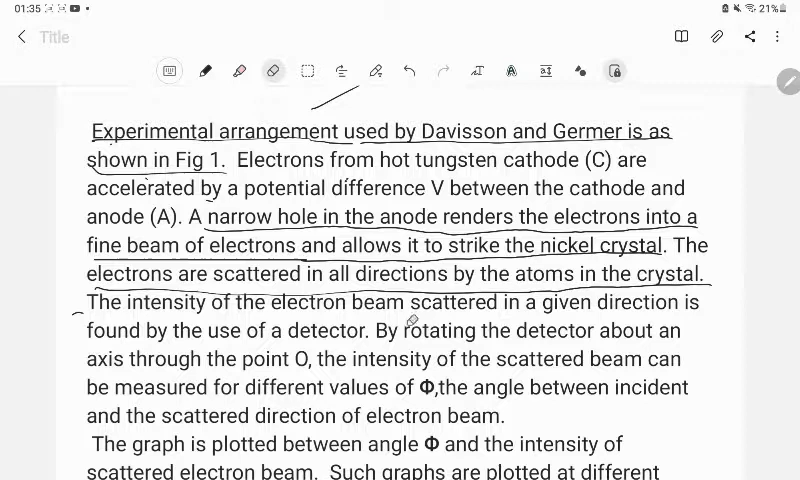 01:35
21%
Title
Experimental arrangement used by Davisson and Germer is as
shown in Fig 1. Electrons from hot tungsten cathode (C) are
accelerated by a potential difference V between the cathode and
anode (A). A narrow hole in the anode renders the electrons into a
fine beam of electrons and allows it to strike the nickel crystal. The
electrons are scattered in all directions by the atoms in the crystal.
The intensity of the electron beam scattered in a given direction is
found by the use of a detector. By rotating the detector about an
axis through the point O, the intensity of the scattered beam can
be measured for different values of Φ,the angle between incident
and the scattered direction of electron beam.
The graph is plotted between angle Φ and the intensity of
scattered electron beam. Such graphs are plotted at different